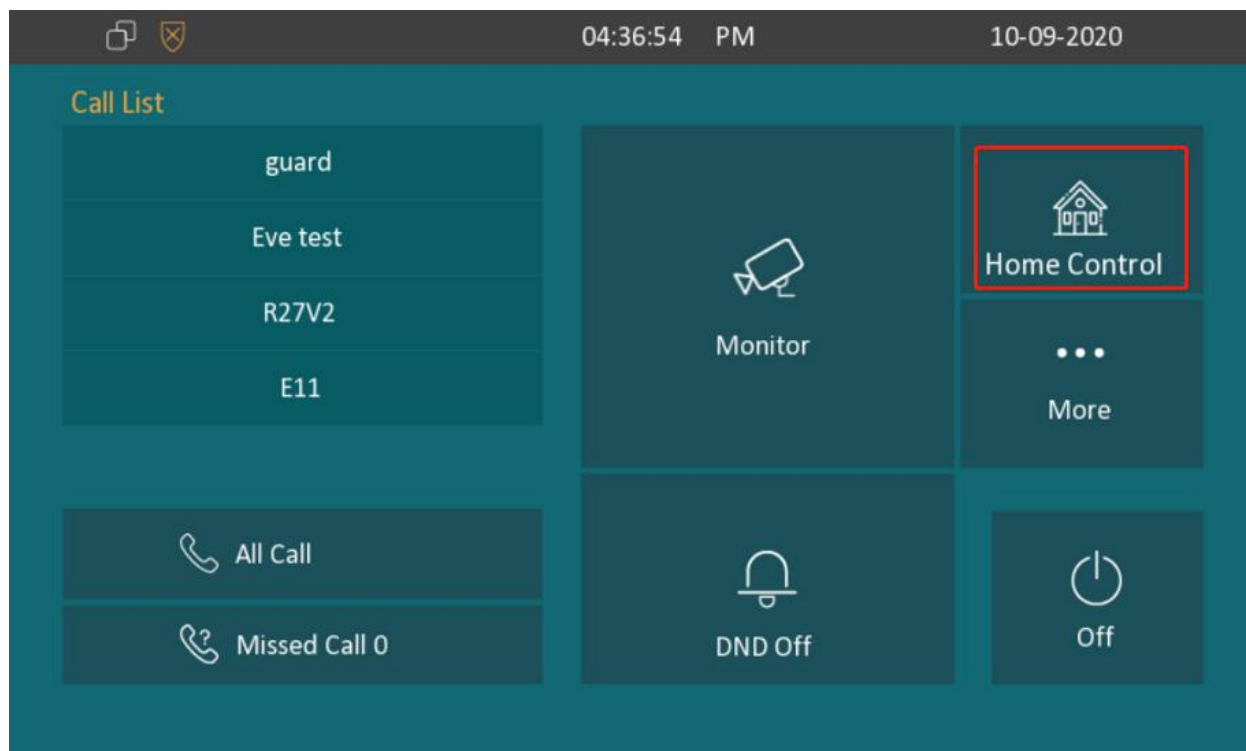 04:36:54 PM 10-09-2020
Call List
guard
Eve test
R27V2
E11
All Call
Missed Call 0
Monitor
DND Off
Home Control
More
Off